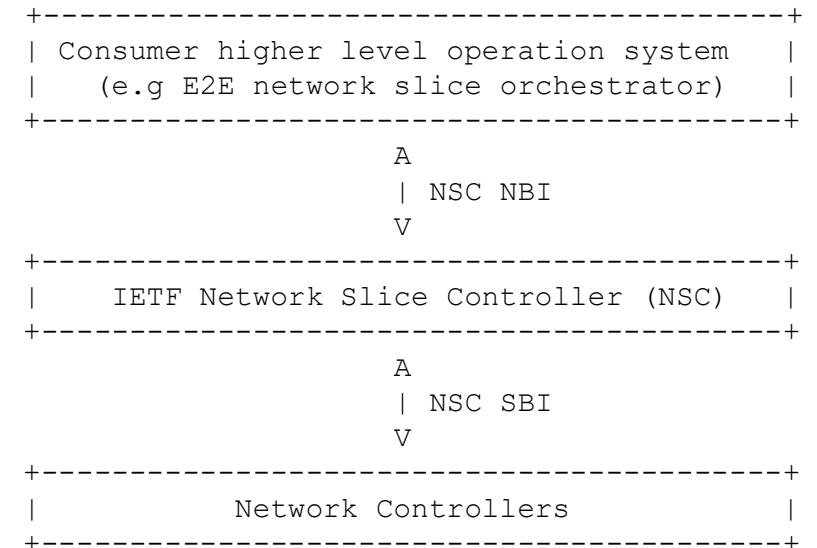 +------------------------------------------+
| Consumer higher level operation system   |
|   (e.g E2E network slice orchestrator)   |
+------------------------------------------+
A
| NSC NBI
V
+------------------------------------------+
|    IETF Network Slice Controller (NSC)   |
+------------------------------------------+
A
| NSC SBI
V
+------------------------------------------+
|           Network Controllers            |
+------------------------------------------+